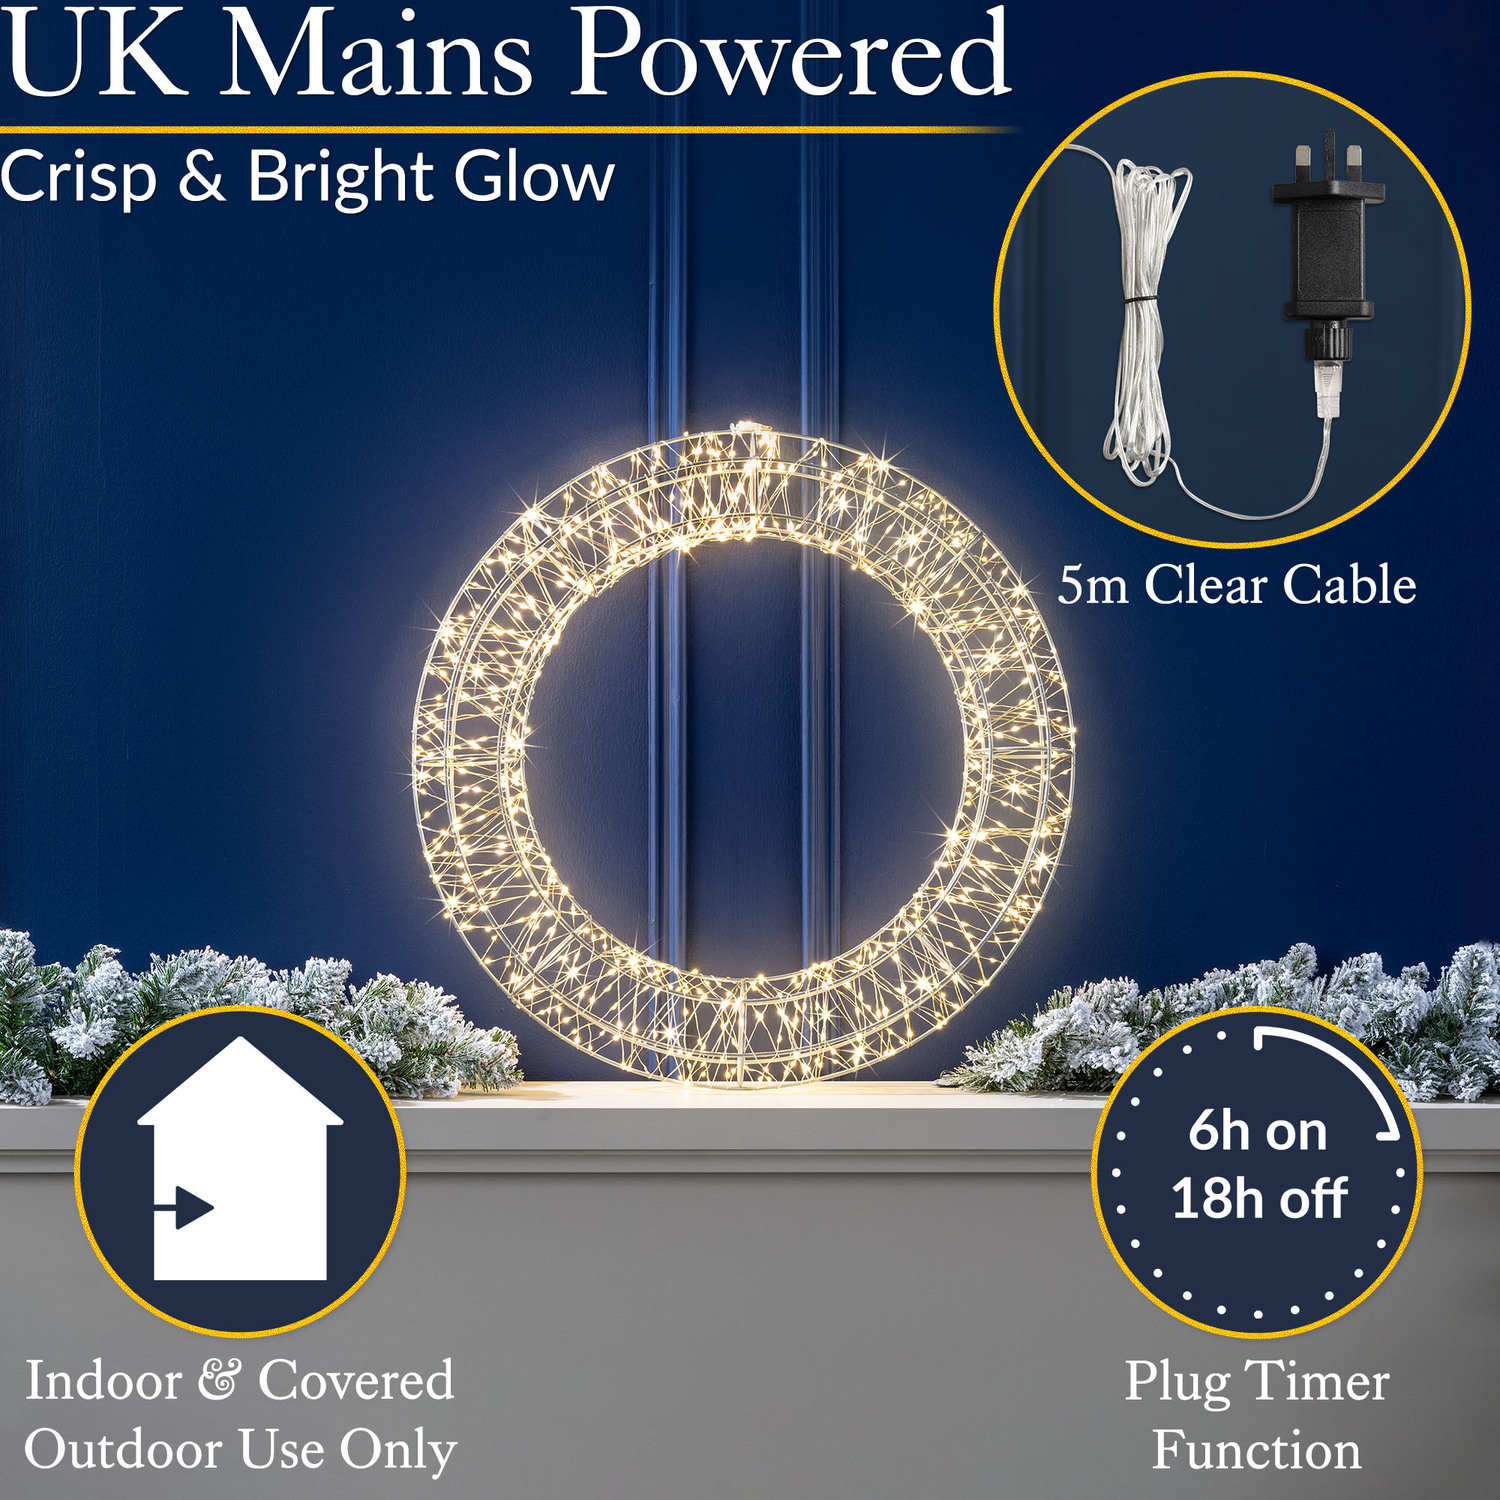 UK Mains Powered
Crisp & Bright Glow
5m Clear Cable
6h on
18h off
Indoor & Covered
Outdoor Use Only
Plug Timer
Function